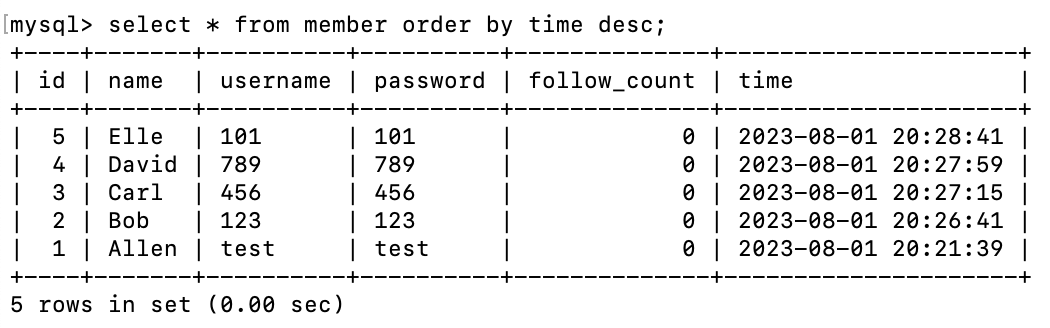 [mysql> select * from member order by time desc;
+----+-------+----------+----------+--------------+---------------------+
| id | name  | username | password | follow_count | time                |
+----+-------+----------+----------+--------------+---------------------+
|  5 | Elle  | 101      | 101      |            0 | 2023-08-01 20:28:41 |
|  4 | David | 789      | 789      |            0 | 2023-08-01 20:27:59 |
|  3 | Carl  | 456      | 456      |            0 | 2023-08-01 20:27:15 |
|  2 | Bob   | 123      | 123      |            0 | 2023-08-01 20:26:41 |
|  1 | Allen | test     | test     |            0 | 2023-08-01 20:21:39 |
+----+-------+----------+----------+--------------+---------------------+
5 rows in set (0.00 sec)